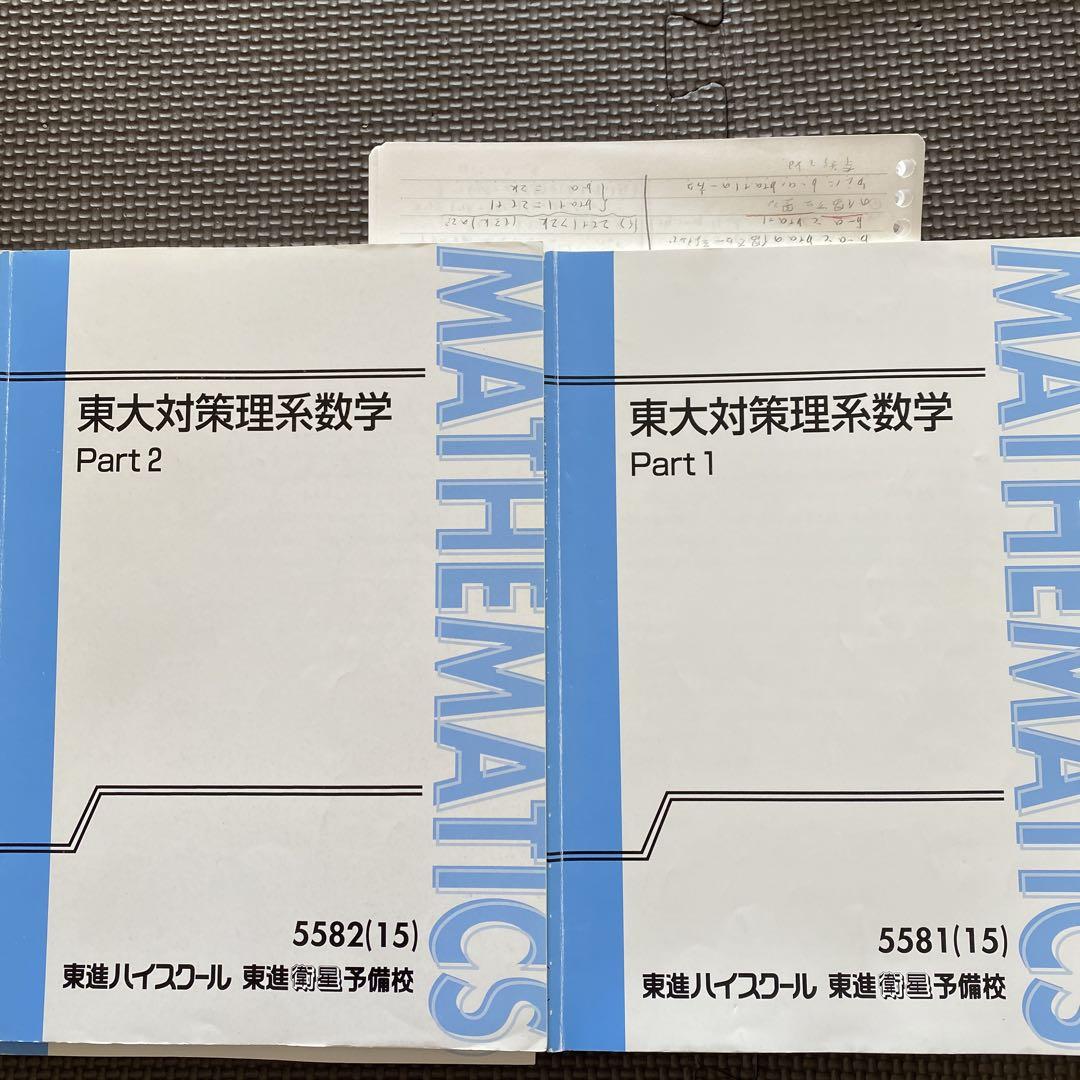 東大対策理系数学
Part 2
MATHEMATICS
5582(15)
東進ハイスクール 東進衛星予備校
東大対策理系数学
Part 1
MATHEMATICS
5581(15)
東進ハイスクール 東進衛星予備校